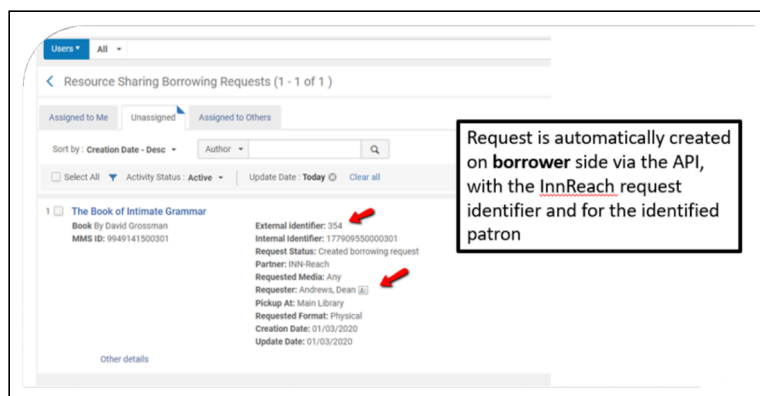 Users All
Resource Sharing Borrowing Requests (1 - 1 of 1 )
Assigned to Me Unassigned Assigned to Others
Sort by : Creation Date - Desc Author
Select All Activity Status : Active Update Date : Today Clear all
1 The Book of Intimate Grammar
Book By David Grossman
MMS ID: 9949141500301
External identifier: 354
Internal Identifier: 177909550000301
Request Status: Created borrowing request
Partner: INN-Reach
Requested Media: Any
Requester: Andrews, Dean
Pickup At: Main Library
Requested Format: Physical
Creation Date: 01/03/2020
Update Date: 01/03/2020
Other details
Request is automatically created
on borrower side via the API,
with the InnReach request
identifier and for the identified
patron